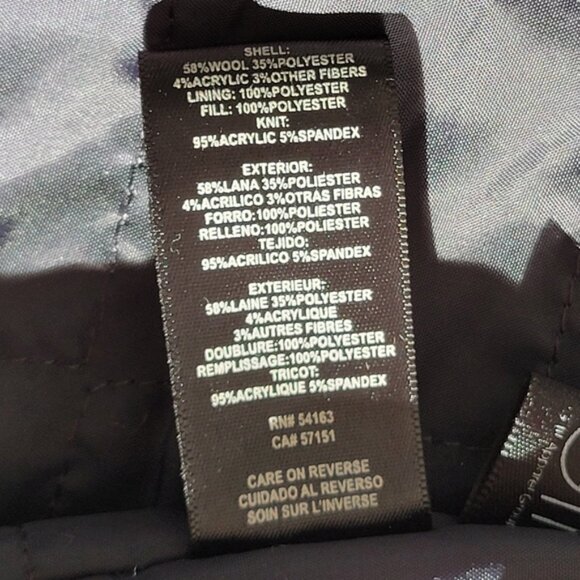 SHELL:
58%WOOL 35%POLYESTER
4%ACRYLIC 3%OTHER FIBERS
LINING: 100%POLYESTER
FILL: 100%POLYESTER
KNIT:
95%ACRYLIC 5%SPANDEX
EXTERIOR:
58%LANA 35%POLIESTER
4%ACRILICO 3%OTRAS FIBRAS
FORRO:100%POLIESTER
RELLENO:100%POLIESTER
TEJIDO:
95%ACRILICO 5%SPANDEX
EXTERIEUR:
58%LAINE 35%POLYESTER
4%ACRYLIQUE
3%AUTRES FIBRES
DOUBLURE:100%POLYESTER
REMPLISSAGE:100%POLYESTER
TRICOT:
95%ACRYLIQUE 5%SPANDEX
RN# 54163
CA# 57151
CARE ON REVERSE
CUIDADO AL REVERSO
SOIN SUR L'INVERSE
Apparel